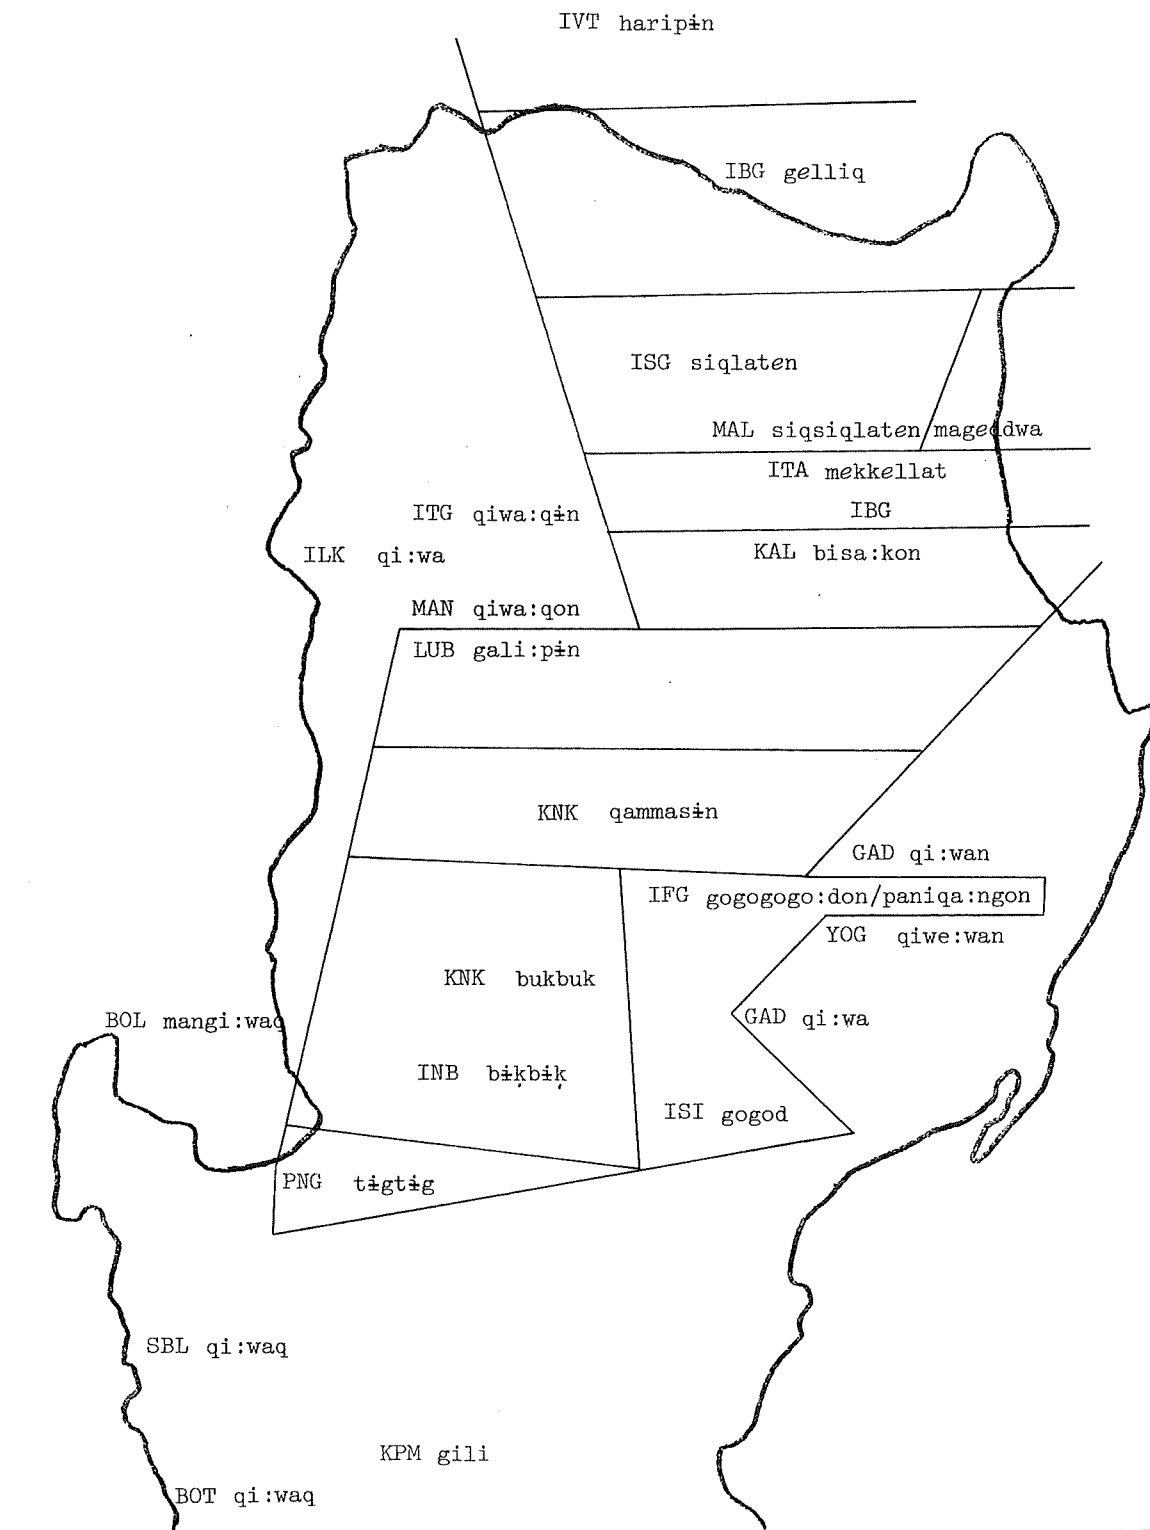 IVT haripɨn
IBG gelliq
ISG siqlaten
MAL siqsiqlaten/mageddwa
ITA mekkellat
ITG qiwa:qɨn
IBG
ILK qi:wa
KAL bisa:kon
MAN qiwa:qon
LUB gali:pɨn
KNK qammasɨn
GAD qi:wan
IFG gogogogo:don/paniqa:ngon
YOG qiwe:wan
KNK bukbuk
BOL mangi:waq
GAD qi:wa
INB bɨḳbɨḳ
ISI gogod
PNG tɨgtɨg
SBL qi:waq
KPM gili
BOT qi:waq